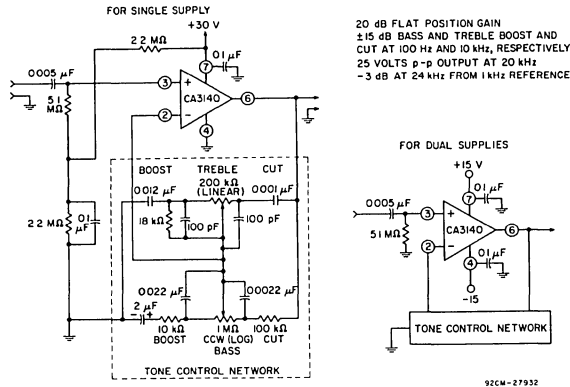 FOR SINGLE SUPPLY
+30 V
2.2 MΩ
0.1 μF
7
0.005 μF
3
+
CA3140
6
5.1 MΩ
2
–
4
BOOST TREBLE CUT
200 kΩ (LINEAR)
0.012 μF
0.001 μF
18 kΩ
100 pF
100 pF
2.2 MΩ
0.1 μF
0.022 μF
0.0022 μF
2 μF
– +
10 kΩ
1 MΩ
100 kΩ
BOOST
CCW (LOG)
CUT
BASS
TONE CONTROL NETWORK
20 dB FLAT POSITION GAIN
±15 dB BASS AND TREBLE BOOST AND
CUT AT 100 Hz AND 10 kHz, RESPECTIVELY
25 VOLTS p-p OUTPUT AT 20 kHz
-3 dB AT 24 kHz FROM 1 kHz REFERENCE
FOR DUAL SUPPLIES
+15 V
7
0.1 μF
0.005 μF
3
+
CA3140
6
5.1 MΩ
2
–
4
0.1 μF
-15
TONE CONTROL NETWORK
92CM-27932